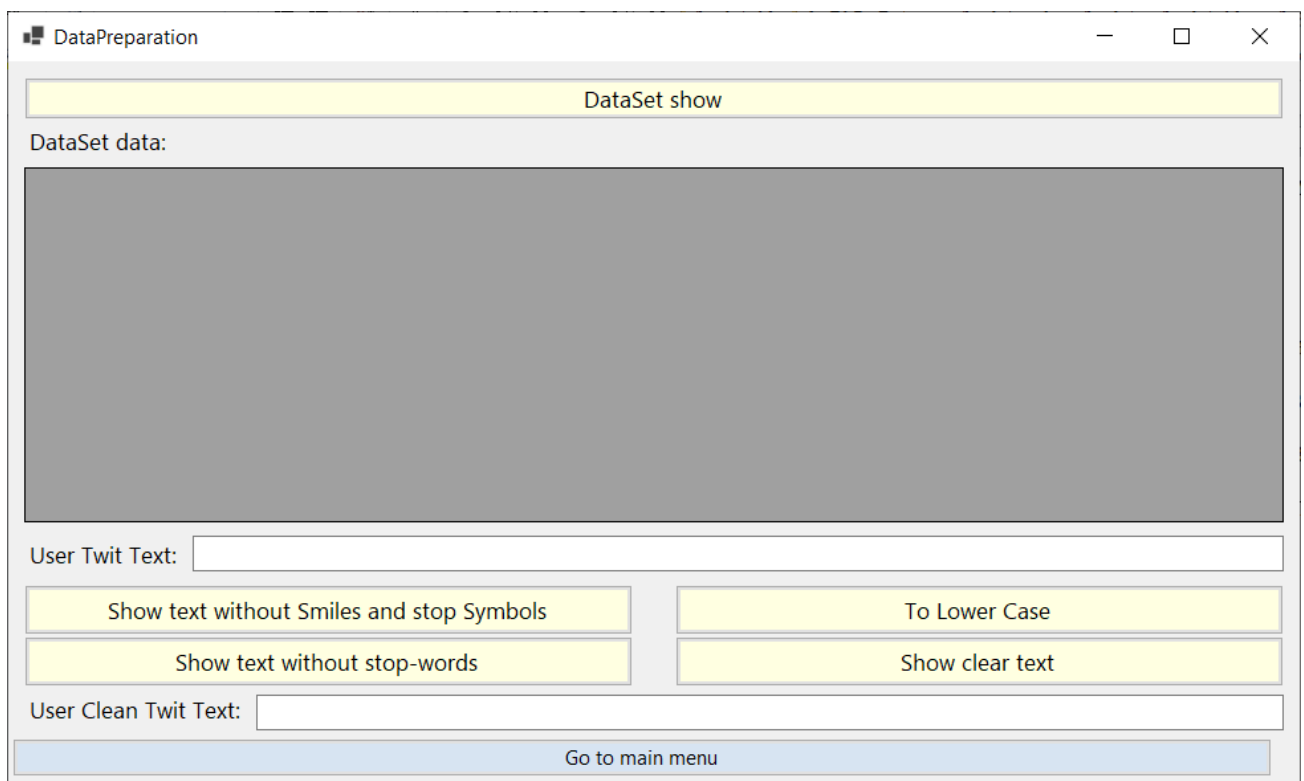 DataPreparation
DataSet show
DataSet data:
User Twit Text:
Show text without Smiles and stop Symbols
To Lower Case
Show text without stop-words
Show clear text
User Clean Twit Text:
Go to main menu